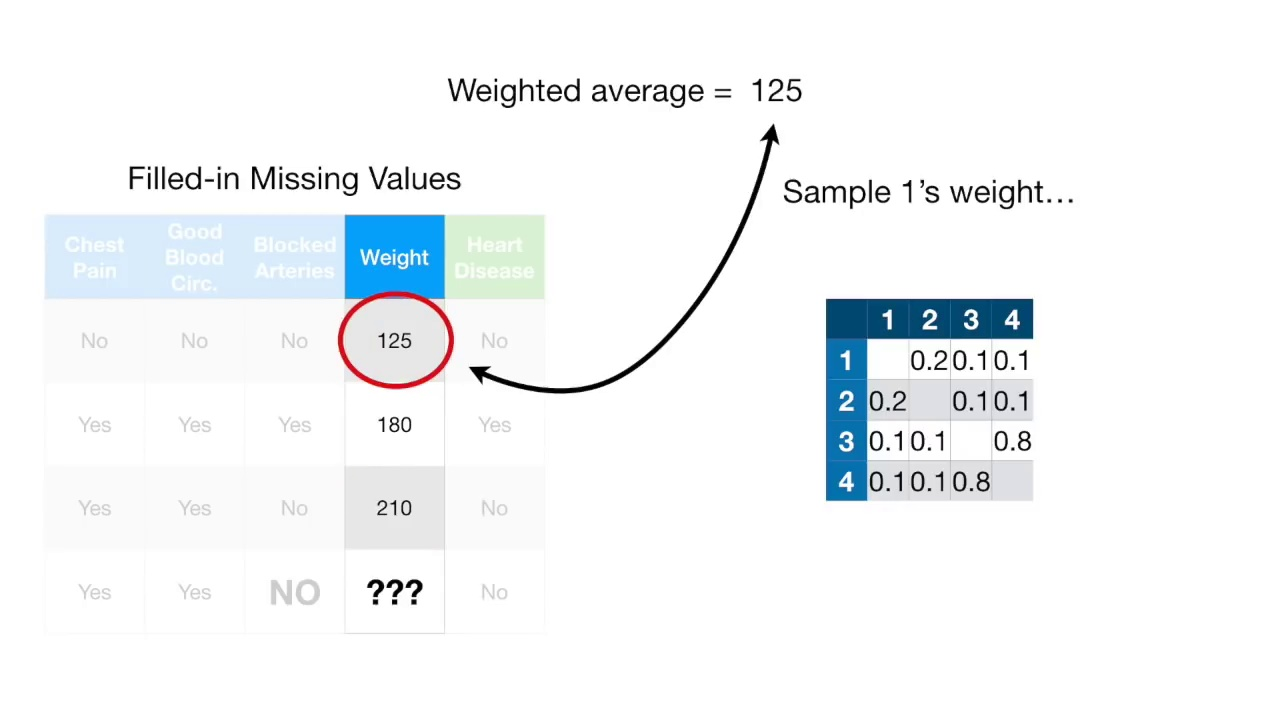 Weighted average = 125
Filled-in Missing Values
Sample 1's weight…
Chest Pain
Good Blood Circ.
Blocked Arteries
Weight
Heart Disease
No No No 125 No
Yes Yes Yes 180 Yes
Yes Yes No 210 No
Yes Yes NO ??? No
1 2 3 4
1 0.2 0.1 0.1
2 0.2 0.1 0.1
3 0.1 0.1 0.8
4 0.1 0.1 0.8